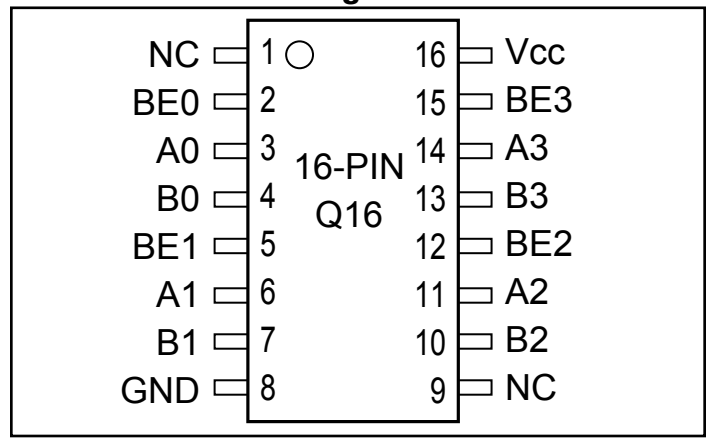 NC 1 16 Vcc
BE0 2 15 BE3
A0 3 14 A3
16-PIN
B0 4 13 B3
Q16
BE1 5 12 BE2
A1 6 11 A2
B1 7 10 B2
GND 8 9 NC